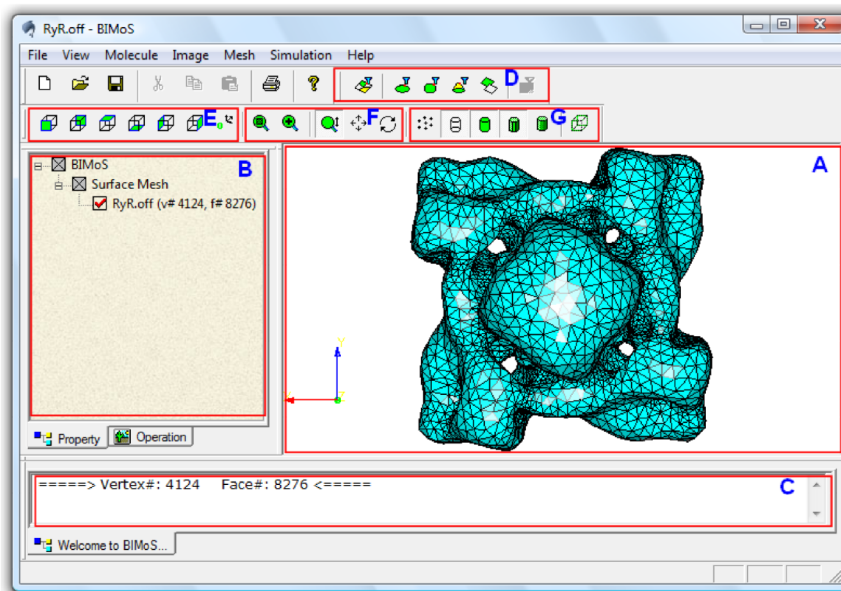 RyR.off - BIMoS
File View Molecule Image Mesh Simulation Help
D
E F G
BIMoS B
Surface Mesh
RyR.off (v# 4124, f# 8276)
A
Y
Property Operation
=====> Vertex#: 4124 Face#: 8276 <=====
C
Welcome to BIMoS...